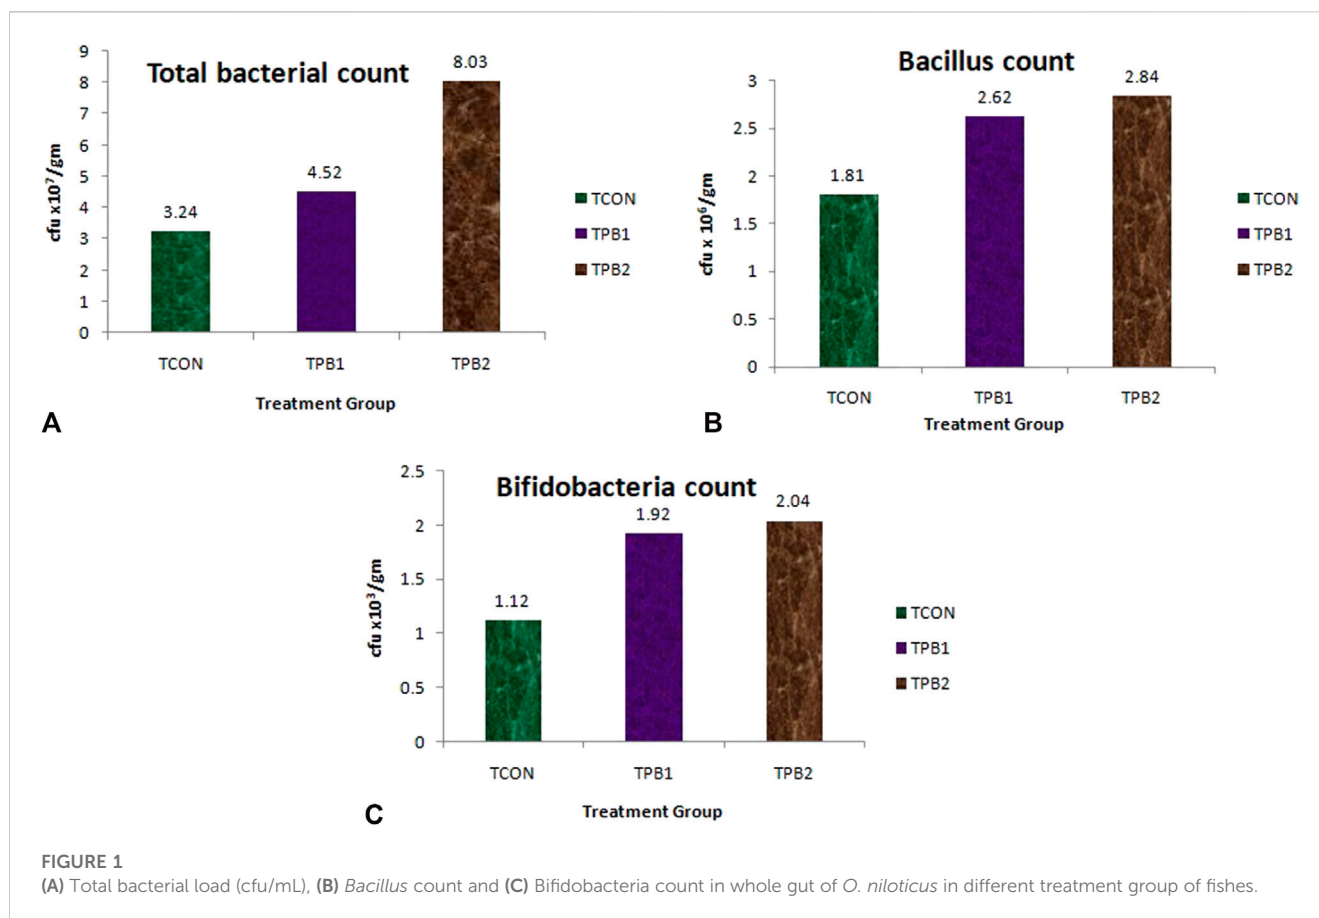 Total bacterial count
9
8
7
6
5
4
3
2
1
0
cfu x10⁷/gm
3.24
4.52
8.03
TCON
TPB1
TPB2
Treatment Group
TCON
TPB1
TPB2
A
Bacillus count
3
2.5
2
1.5
1
0.5
0
cfu x 10⁶/gm
1.81
2.62
2.84
TCON
TPB1
TPB2
Treatment Group
TCON
TPB1
TPB2
B
Bifidobacteria count
2.5
2
1.5
1
0.5
0
cfu x10³/gm
1.12
1.92
2.04
TCON
TPB1
TPB2
Treatment Group
TCON
TPB1
TPB2
C
FIGURE 1
(A) Total bacterial load (cfu/mL), (B) Bacillus count and (C) Bifidobacteria count in whole gut of O. niloticus in different treatment group of fishes.